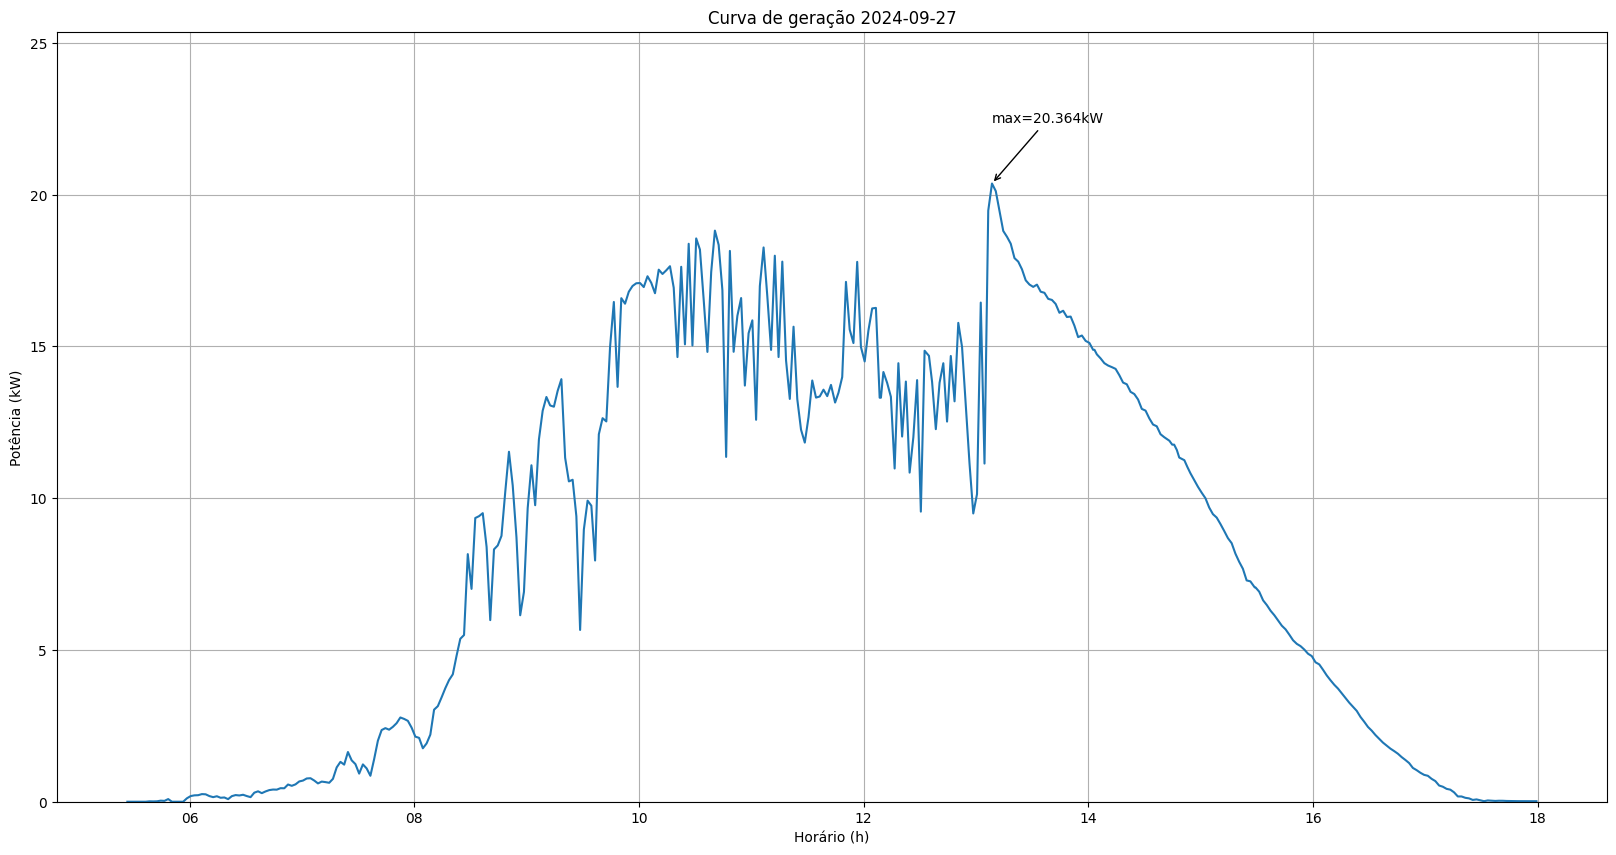 Curva de geração 2024-09-27
25
20
15
10
5
0
Potência (kW)
max=20.364kW
06 08 10 12 14 16 18
Horário (h)